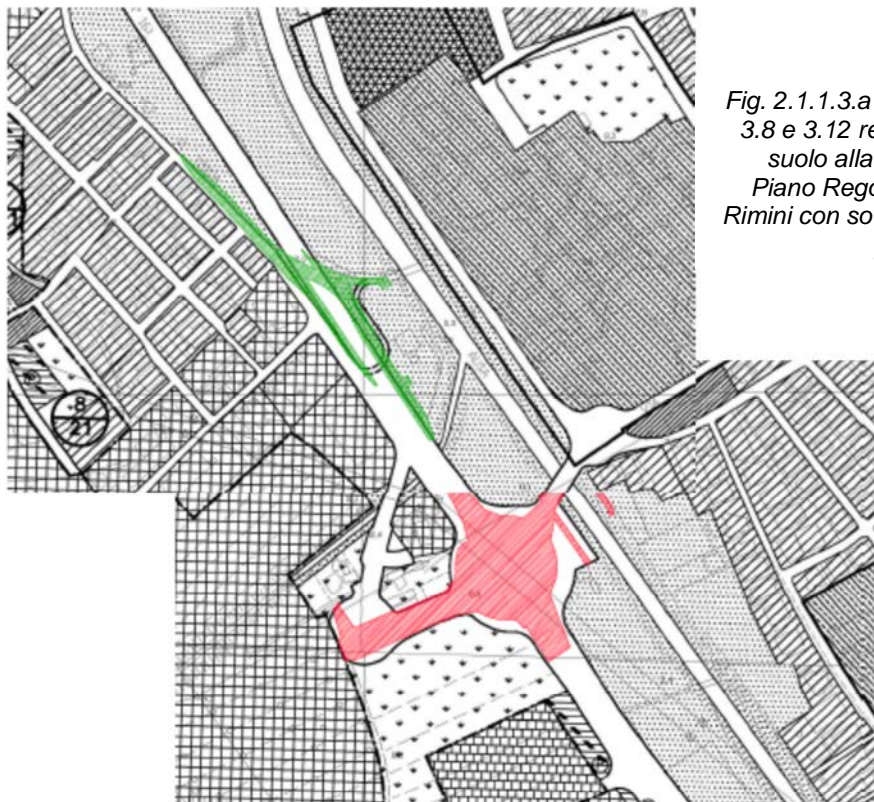 Fig. 2.1.1.3.a
3.8 e 3.12 re
suolo alla
Piano Rego
Rimini con so
8
21